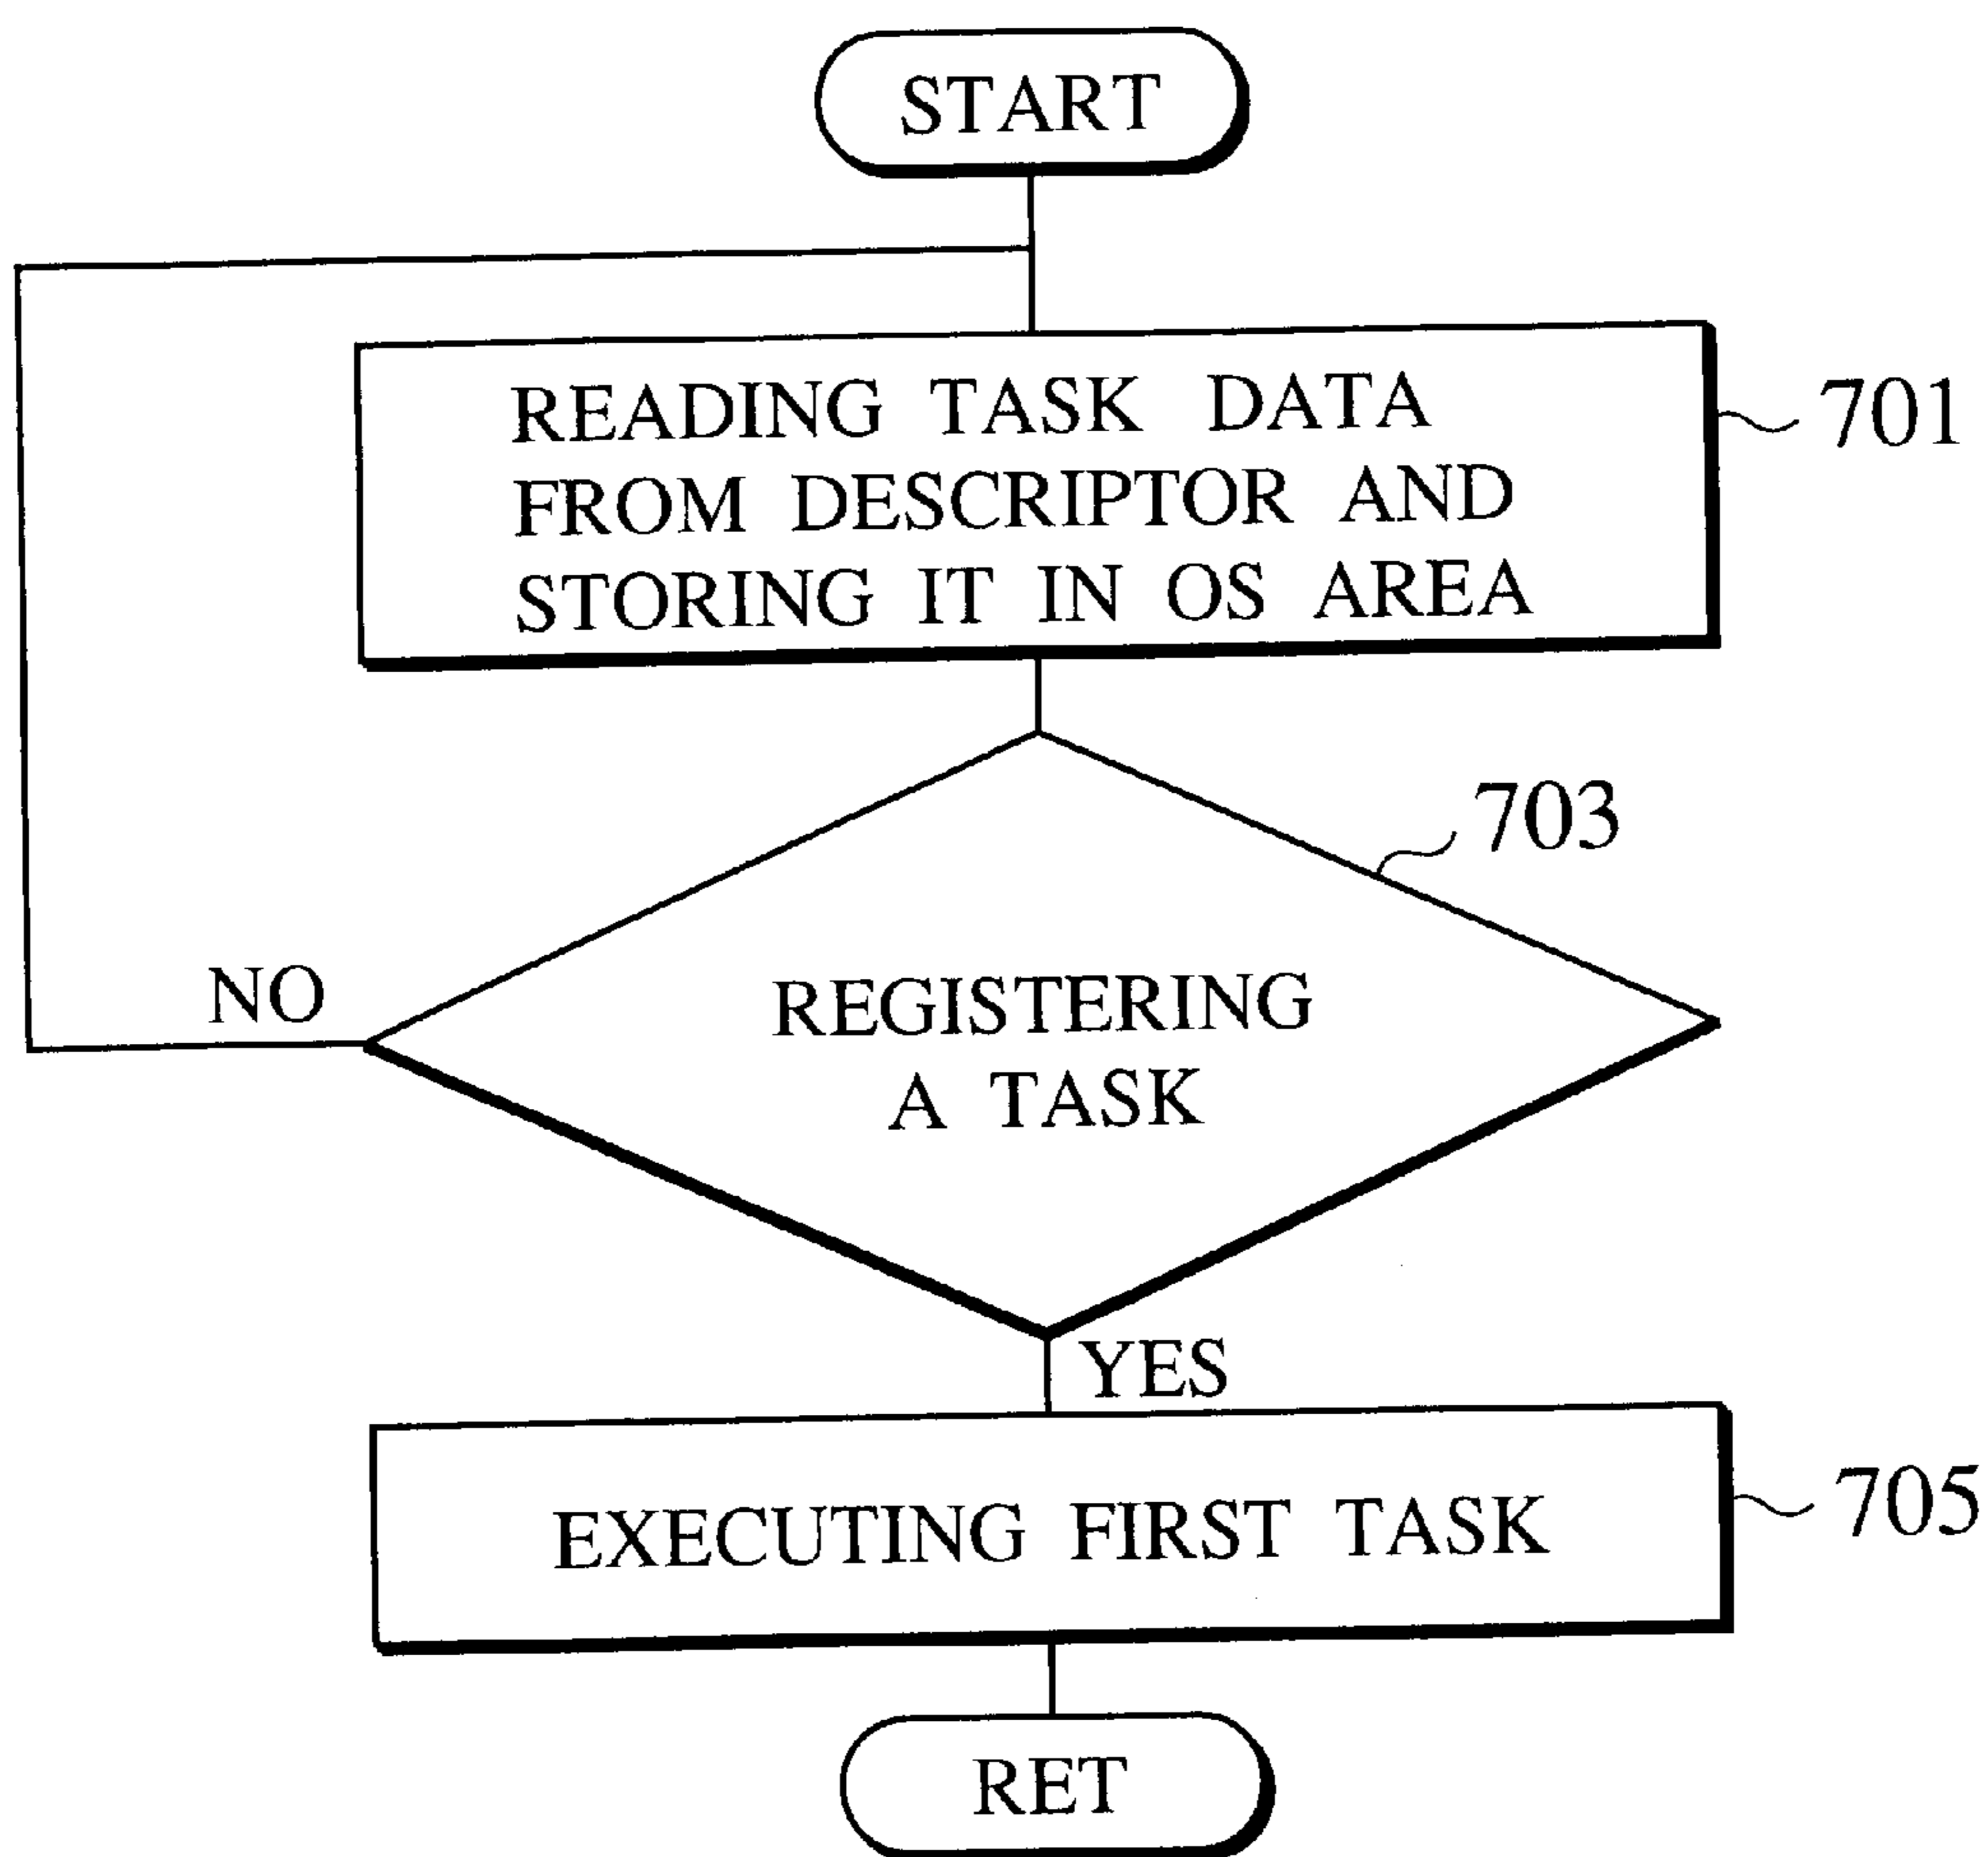 START
READING TASK DATA
FROM DESCRIPTOR AND
STORING IT IN OS AREA
701
703
NO
REGISTERING
A TASK
YES
EXECUTING FIRST TASK
705
RET